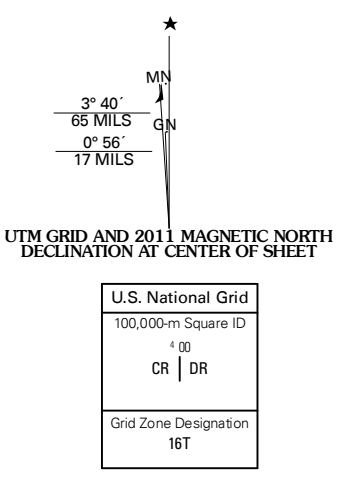 MN
3° 40´
65 MILS
GN
0° 56´
17 MILS
UTM GRID AND 2011 MAGNETIC NORTH
DECLINATION AT CENTER OF SHEET
U.S. National Grid
100,000-m Square ID
4 00
CR DR
Grid Zone Designation
16T